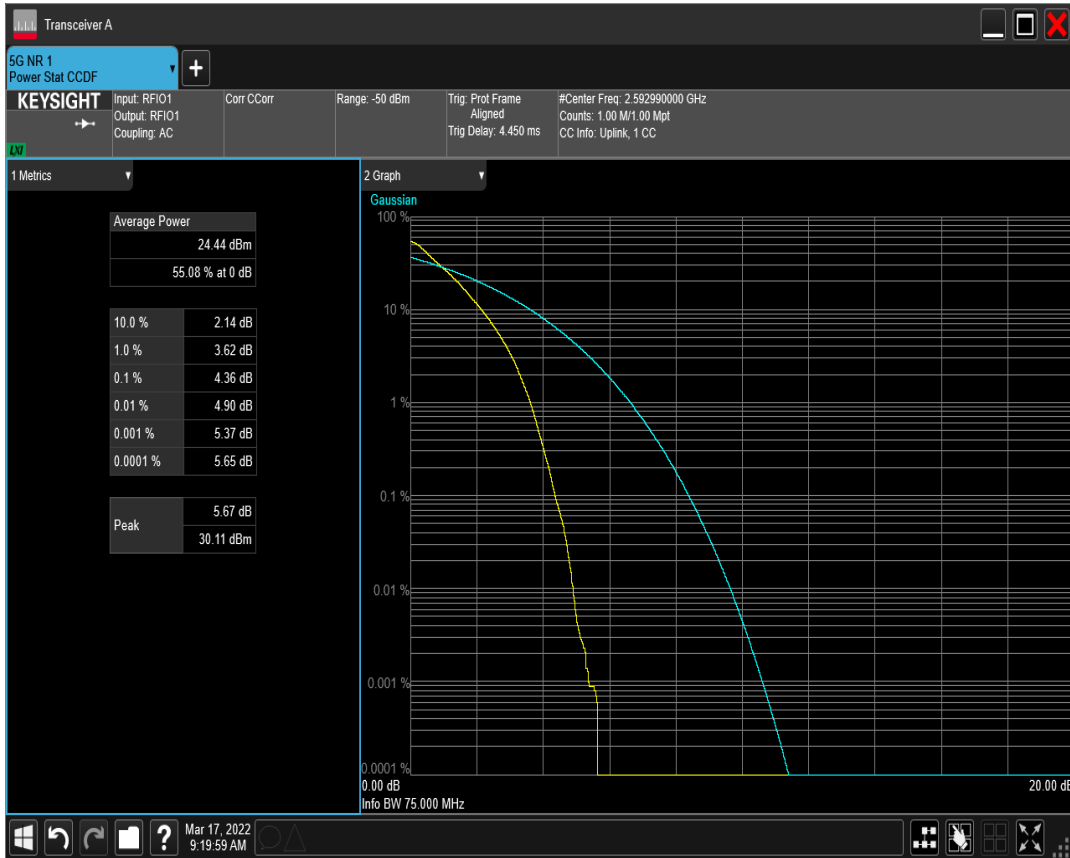 Transceiver A
5G NR 1
Power Stat CCDF
+
KEYSIGHT
LXI
Input: RFIO1
Output: RFIO1
Coupling: AC
Corr CCorr
Range: -50 dBm
Trig: Prot Frame
Aligned
Trig Delay: 4.450 ms
#Center Freq: 2.592990000 GHz
Counts: 1.00 M/1.00 Mpt
CC Info: Uplink, 1 CC
1 Metrics
Average Power
24.44 dBm
55.08 % at 0 dB
10.0 % 2.14 dB
1.0 % 3.62 dB
0.1 % 4.36 dB
0.01 % 4.90 dB
0.001 % 5.37 dB
0.0001 % 5.65 dB
Peak
5.67 dB
30.11 dBm
2 Graph
Gaussian
100 %
10 %
1 %
0.1 %
0.01 %
0.001 %
0.0001 %
0.00 dB
20.00 dB
Info BW 75.000 MHz
?
Mar 17, 2022
9:19:59 AM